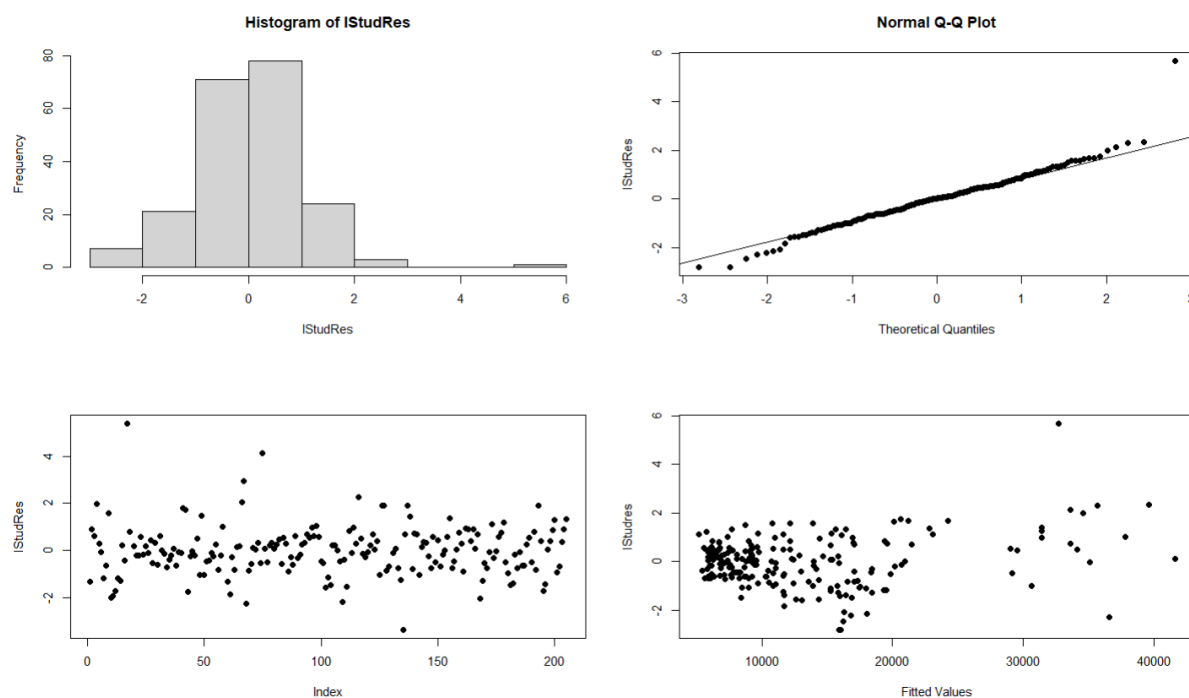 Histogram of lStudRes
Frequency
0 20 40 60 80
-2 0 2 4 6
lStudRes
Normal Q-Q Plot
lStudRes
-2 0 2 4 6
-3 -2 -1 0 1 2 3
Theoretical Quantiles
lStudRes
-2 0 2 4
0 50 100 150 200
Index
lStudres
-2 0 2 4 6
10000 20000 30000 40000
Fitted Values